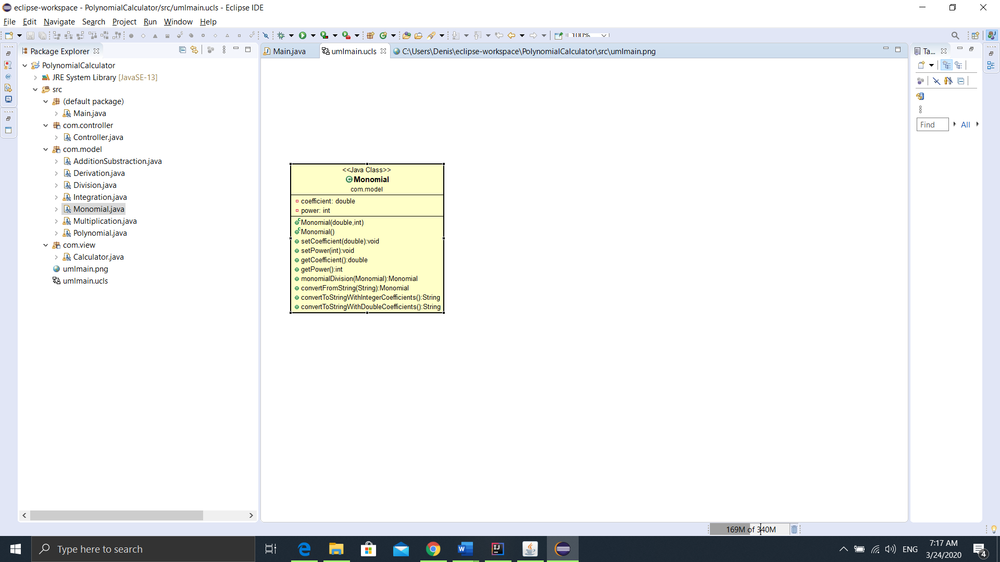 eclipse-workspace - PolynomialCalculator/src/umlmain.ucls - Eclipse IDE
File Edit Navigate Search Project Run Window Help
100%
Package Explorer
Main.java
umlmain.ucls
C:\Users\Denis\eclipse-workspace\PolynomialCalculator\src\umlmain.png
Ta...
PolynomialCalculator
JRE System Library [JavaSE-13]
src
(default package)
Main.java
com.controller
Controller.java
com.model
AdditionSubstraction.java
Derivation.java
Division.java
Integration.java
Monomial.java
Multiplication.java
Polynomial.java
com.view
Calculator.java
umlmain.png
umlmain.ucls
<<Java Class>>
Monomial
com.model
coefficient: double
power: int
Monomial(double,int)
Monomial()
setCoefficient(double):void
setPower(int):void
getCoefficient():double
getPower():int
monomialDivision(Monomial):Monomial
convertFromString(String):Monomial
convertToStringWithIntegerCoefficients():String
convertToStringWithDoubleCoefficients():String
Find
All
169M of 340M
Type here to search
ENG
7:17 AM
3/24/2020
4